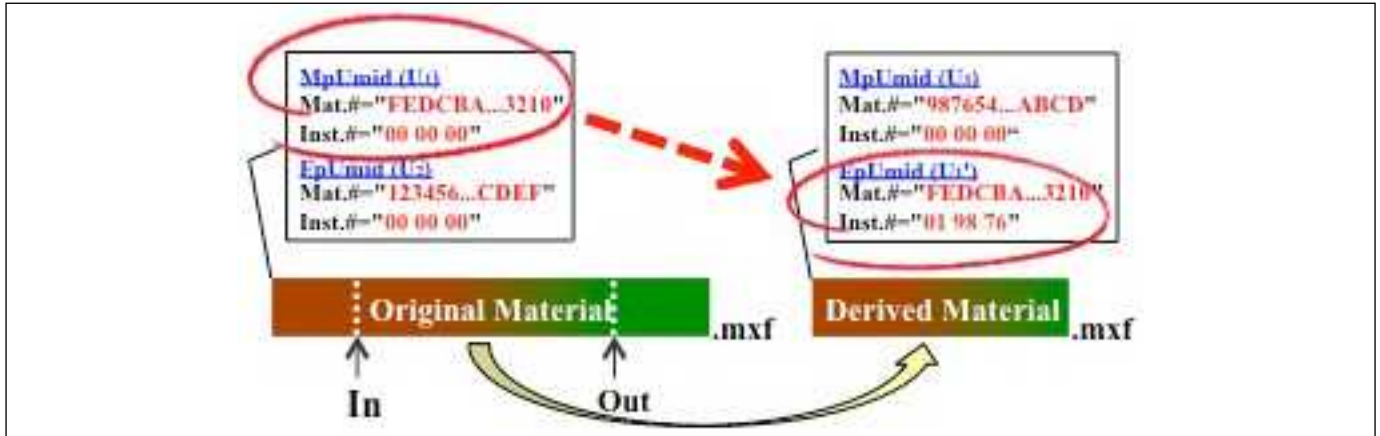 MpUmid (U1)
Mat.#="FEDCBA...3210"
Inst.#="00 00 00"
FpUmid (U2)
Mat.#="123456...CDEF"
Inst.#="00 00 00"
MpUmid (U3)
Mat.#="987654...ABCD"
Inst.#="00 00 00“
FpUmid (U1')
Mat.#="FEDCBA...3210"
Inst.#="01 98 76"
Original Material
.mxf
Derived Material
.mxf
In
Out